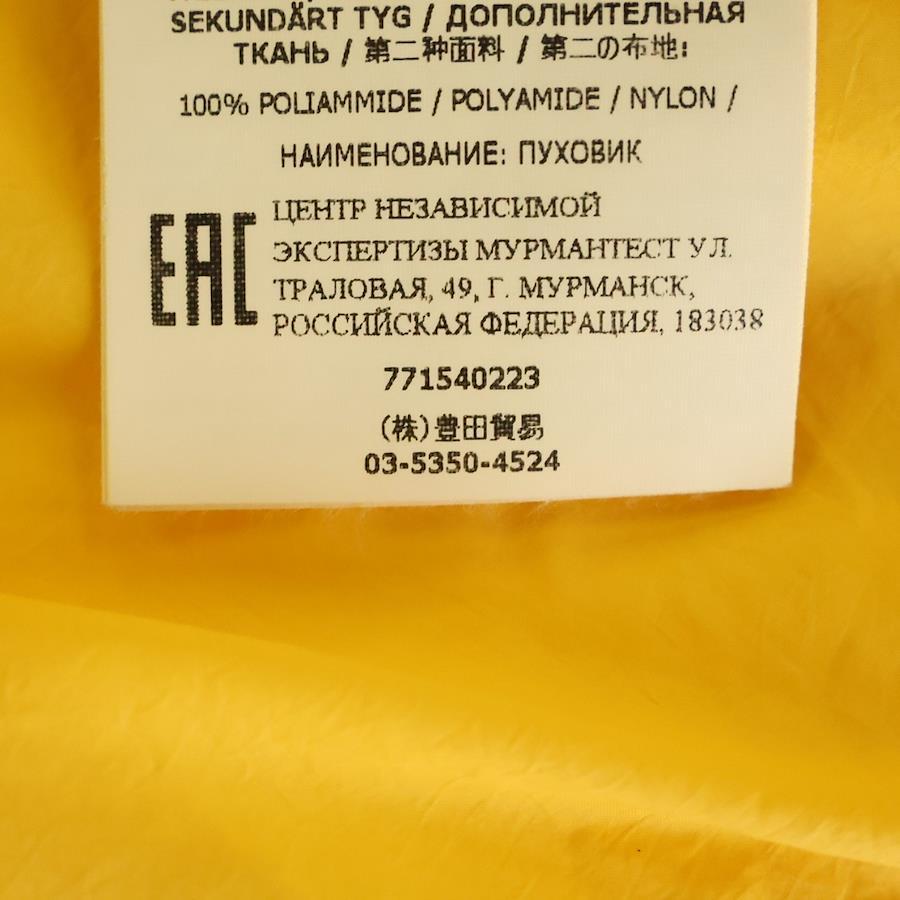 SEKUNDÄRT TYG / ДОПОЛНИТЕЛЬНАЯ
ТКАНЬ / 第二种面料 / 第二の布地:
100% POLIAMMIDE / POLYAMIDE / NYLON /
НАИМЕНОВАНИЕ: ПУХОВИК
EAC
ЦЕНТР НЕЗАВИСИМОЙ
ЭКСПЕРТИЗЫ МУРМАНТЕСТ УЛ.
ТРАЛОВАЯ, 49, Г. МУРМАНСК,
РОССИЙСКАЯ ФЕДЕРАЦИЯ, 183038
771540223
(株)豊田貿易
03-5350-4524